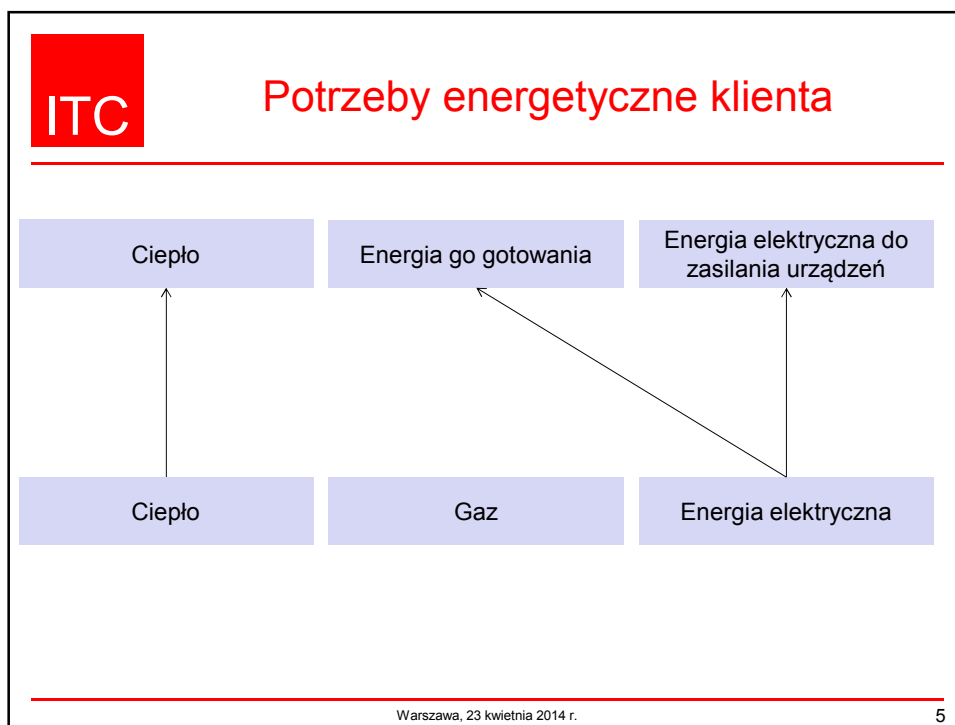 ITC
Potrzeby energetyczne klienta
Ciepło
Energia go gotowania
Energia elektryczna do
zasilania urządzeń
Ciepło
Gaz
Energia elektryczna
Warszawa, 23 kwietnia 2014 r.
5